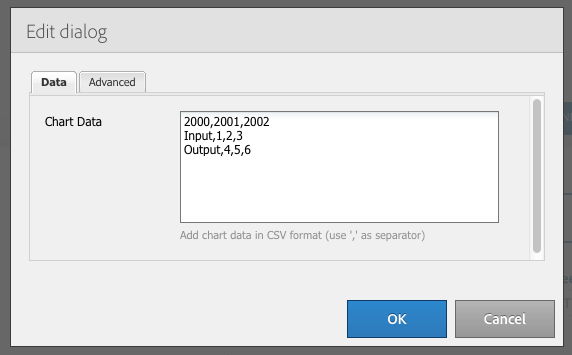 Edit dialog
Data Advanced
Chart Data
2000,2001,2002
Input,1,2,3
Output,4,5,6
Add chart data in CSV format (use ',' as separator)
OK Cancel